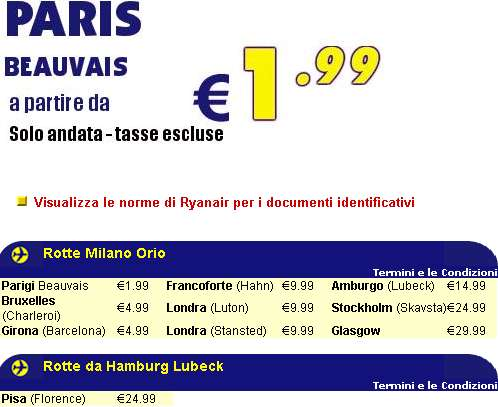 PARIS
BEAUVAIS
a partire da
€1.99
Solo andata - tasse escluse
Visualizza le norme di Ryanair per i documenti identificativi
Rotte Milano Orio
Termini e le Condizioni
Parigi Beauvais €1.99 Francoforte (Hahn) €9.99 Amburgo (Lubeck) €14.99
Bruxelles (Charleroi) €4.99 Londra (Luton) €9.99 Stockholm (Skavsta) €24.99
Girona (Barcelona) €4.99 Londra (Stansted) €9.99 Glasgow €29.99
Rotte da Hamburg Lubeck
Termini e le Condizioni
Pisa (Florence) €24.99